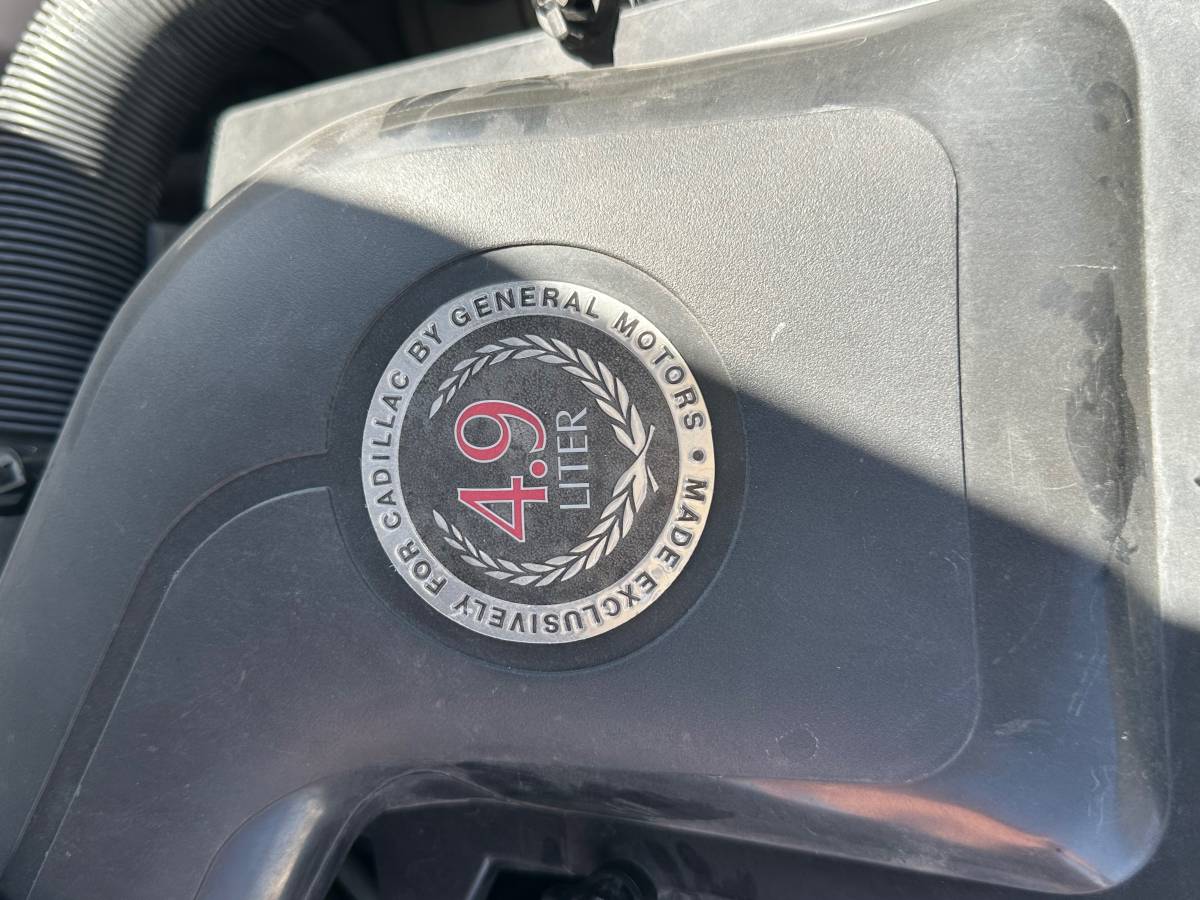 MADE EXCLUSIVELY FOR CADILLAC BY GENERAL MOTORS •
4.9
LITER